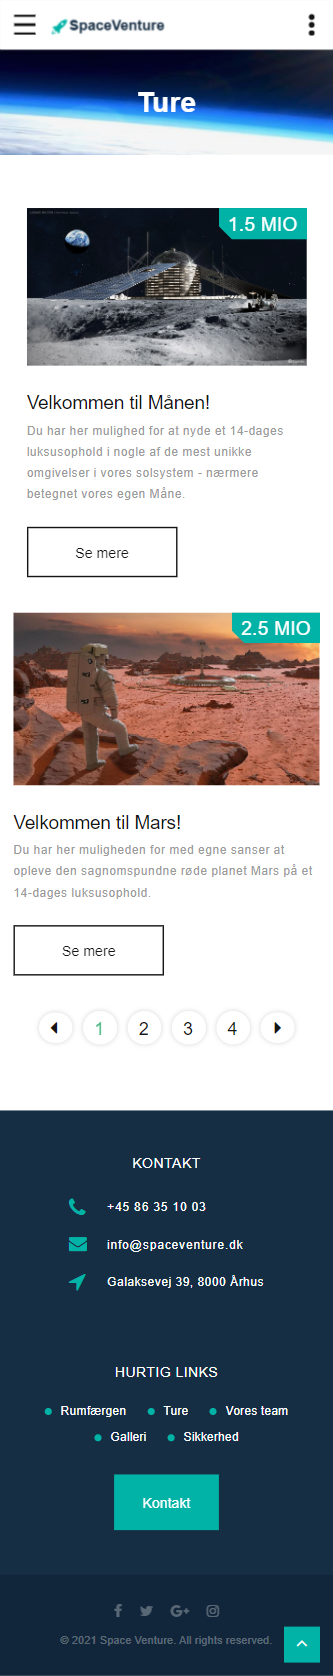 SpaceVenture
Ture
1.5 MIO
Velkommen til Månen!
Du har her mulighed for at nyde et 14-dages
luksusophold i nogle af de mest unikke
omgivelser i vores solsystem - nærmere
betegnet vores egen Måne.
Se mere
2.5 MIO
Velkommen til Mars!
Du har her muligheden for med egne sanser at
opleve den sagnomspundne røde planet Mars på et
14-dages luksusophold.
Se mere
1 2 3 4
KONTAKT
+45 86 35 10 03
info@spaceventure.dk
Galaksevej 39, 8000 Århus
HURTIG LINKS
Rumfærgen Ture Vores team
Galleri Sikkerhed
Kontakt
© 2021 Space Venture. All rights reserved.